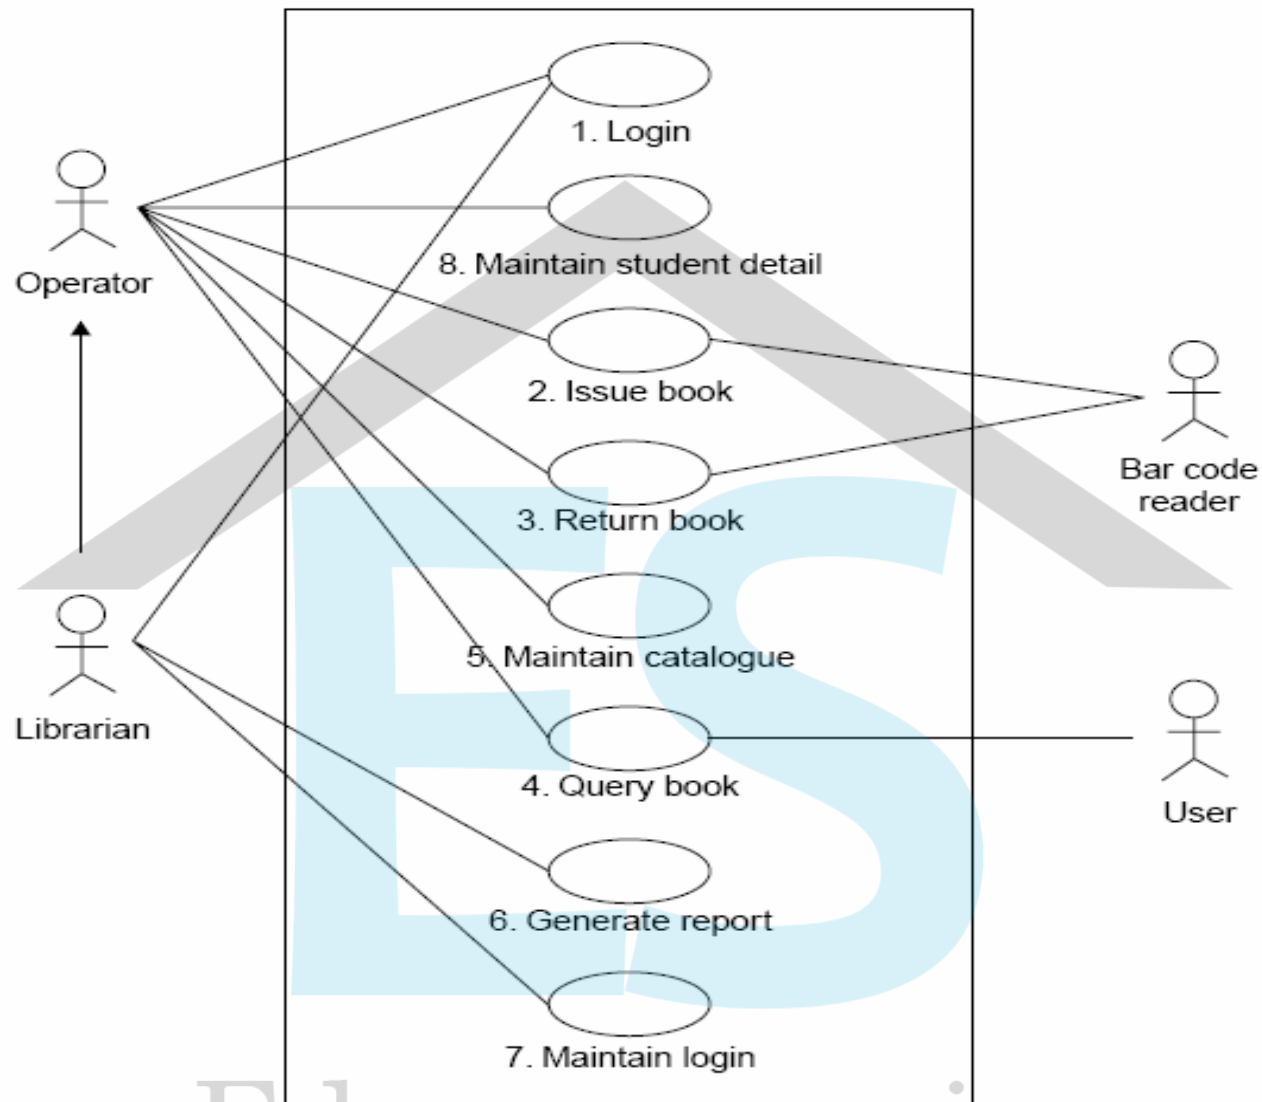 1. Login
8. Maintain student detail
Operator
2. Issue book
Bar code
reader
3. Return book
5. Maintain catalogue
Librarian
4. Query book
User
6. Generate report
7. Maintain login
ES